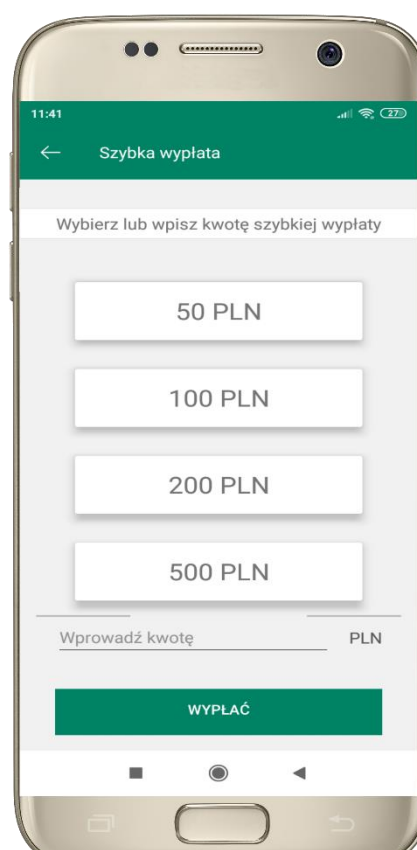 11:41
27
Szybka wypłata
Wybierz lub wpisz kwotę szybkiej wypłaty
50 PLN
100 PLN
200 PLN
500 PLN
Wprowadź kwotę PLN
WYPŁAĆ